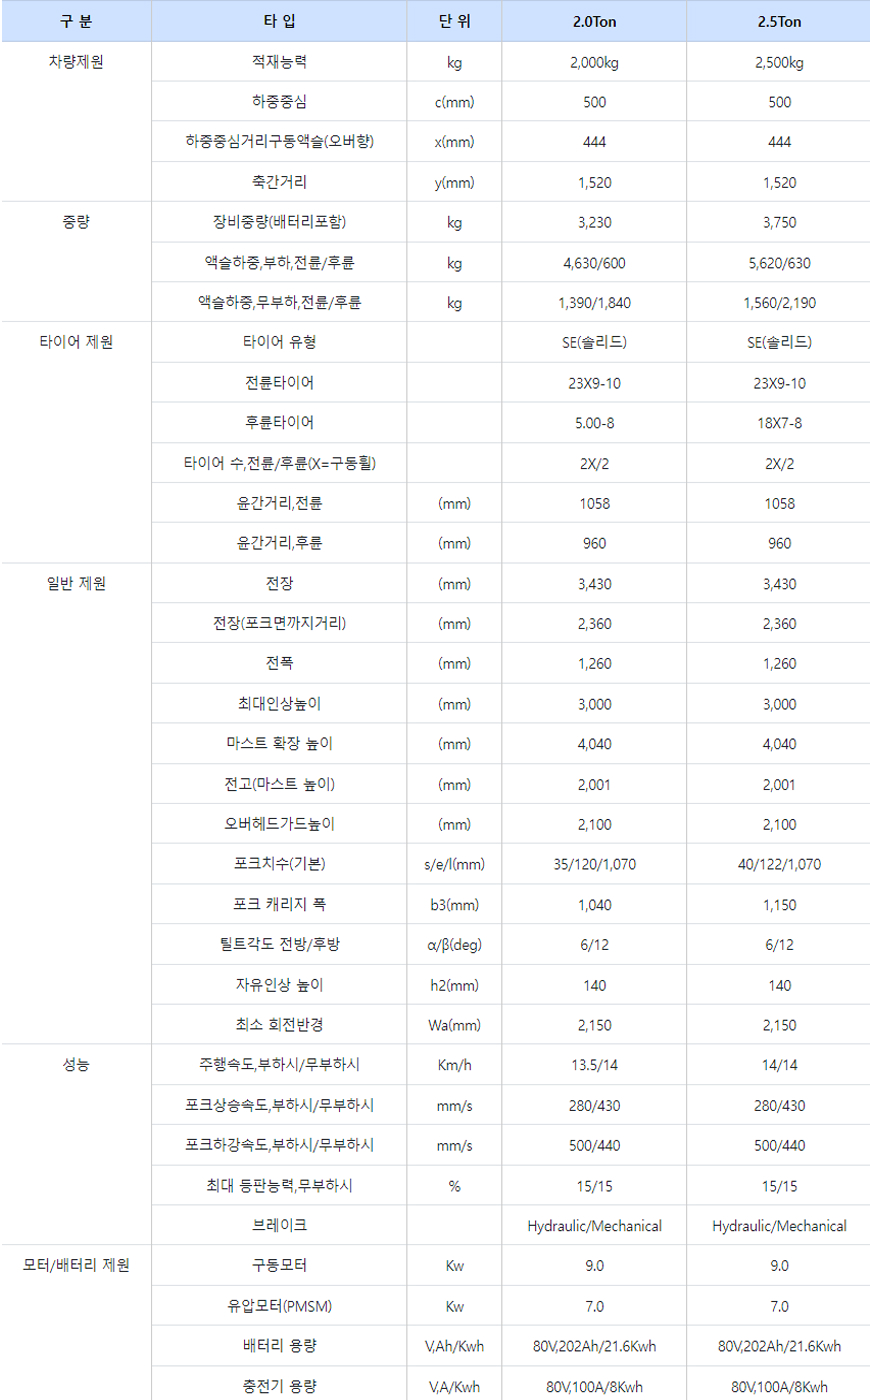 구 분 타 입 단 위 2.0Ton 2.5Ton
차량제원 적재능력 kg 2,000kg 2,500kg
하중중심 c(mm) 500 500
하중중심거리구동액슬(오버향) x(mm) 444 444
축간거리 y(mm) 1,520 1,520
중량 장비중량(배터리포함) kg 3,230 3,750
액슬하중,부하,전륜/후륜 kg 4,630/600 5,620/630
액슬하중,무부하,전륜/후륜 kg 1,390/1,840 1,560/2,190
타이어 제원 타이어 유형 SE(솔리드) SE(솔리드)
전륜타이어 23X9-10 23X9-10
후륜타이어 5.00-8 18X7-8
타이어 수,전륜/후륜(X=구동휠) 2X/2 2X/2
윤간거리,전륜 (mm) 1058 1058
윤간거리,후륜 (mm) 960 960
일반 제원 전장 (mm) 3,430 3,430
전장(포크면까지거리) (mm) 2,360 2,360
전폭 (mm) 1,260 1,260
최대인상높이 (mm) 3,000 3,000
마스트 확장 높이 (mm) 4,040 4,040
전고(마스트 높이) (mm) 2,001 2,001
오버헤드가드높이 (mm) 2,100 2,100
포크치수(기본) s/e/l(mm) 35/120/1,070 40/122/1,070
포크 캐리지 폭 b3(mm) 1,040 1,150
틸트각도 전방/후방 α/β(deg) 6/12 6/12
자유인상 높이 h2(mm) 140 140
최소 회전반경 Wa(mm) 2,150 2,150
성능 주행속도,부하시/무부하시 Km/h 13.5/14 14/14
포크상승속도,부하시/무부하시 mm/s 280/430 280/430
포크하강속도,부하시/무부하시 mm/s 500/440 500/440
최대 등판능력,무부하시 % 15/15 15/15
브레이크 Hydraulic/Mechanical Hydraulic/Mechanical
모터/배터리 제원 구동모터 Kw 9.0 9.0
유압모터(PMSM) Kw 7.0 7.0
배터리 용량 V,Ah/Kwh 80V,202Ah/21.6Kwh 80V,202Ah/21.6Kwh
충전기 용량 V,A/Kwh 80V,100A/8Kwh 80V,100A/8Kwh